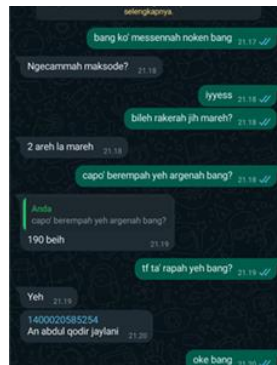 selengkapnya.
bang ko' messennah noken bang 21.17
Ngecammah maksode? 21.18
iyyess 21.18
bileh rakerah jih mareh? 21.18
2 areh la mareh 21.18
capo' berempah yeh argenah bang? 21.18
Anda
capo' berempah yeh argenah bang?
190 beih 21.19
tf ta' rapah yeh bang? 21.19
Yeh 21.19
1400020585254
An abdul qodir jaylani 21.20
oke bang 21.20